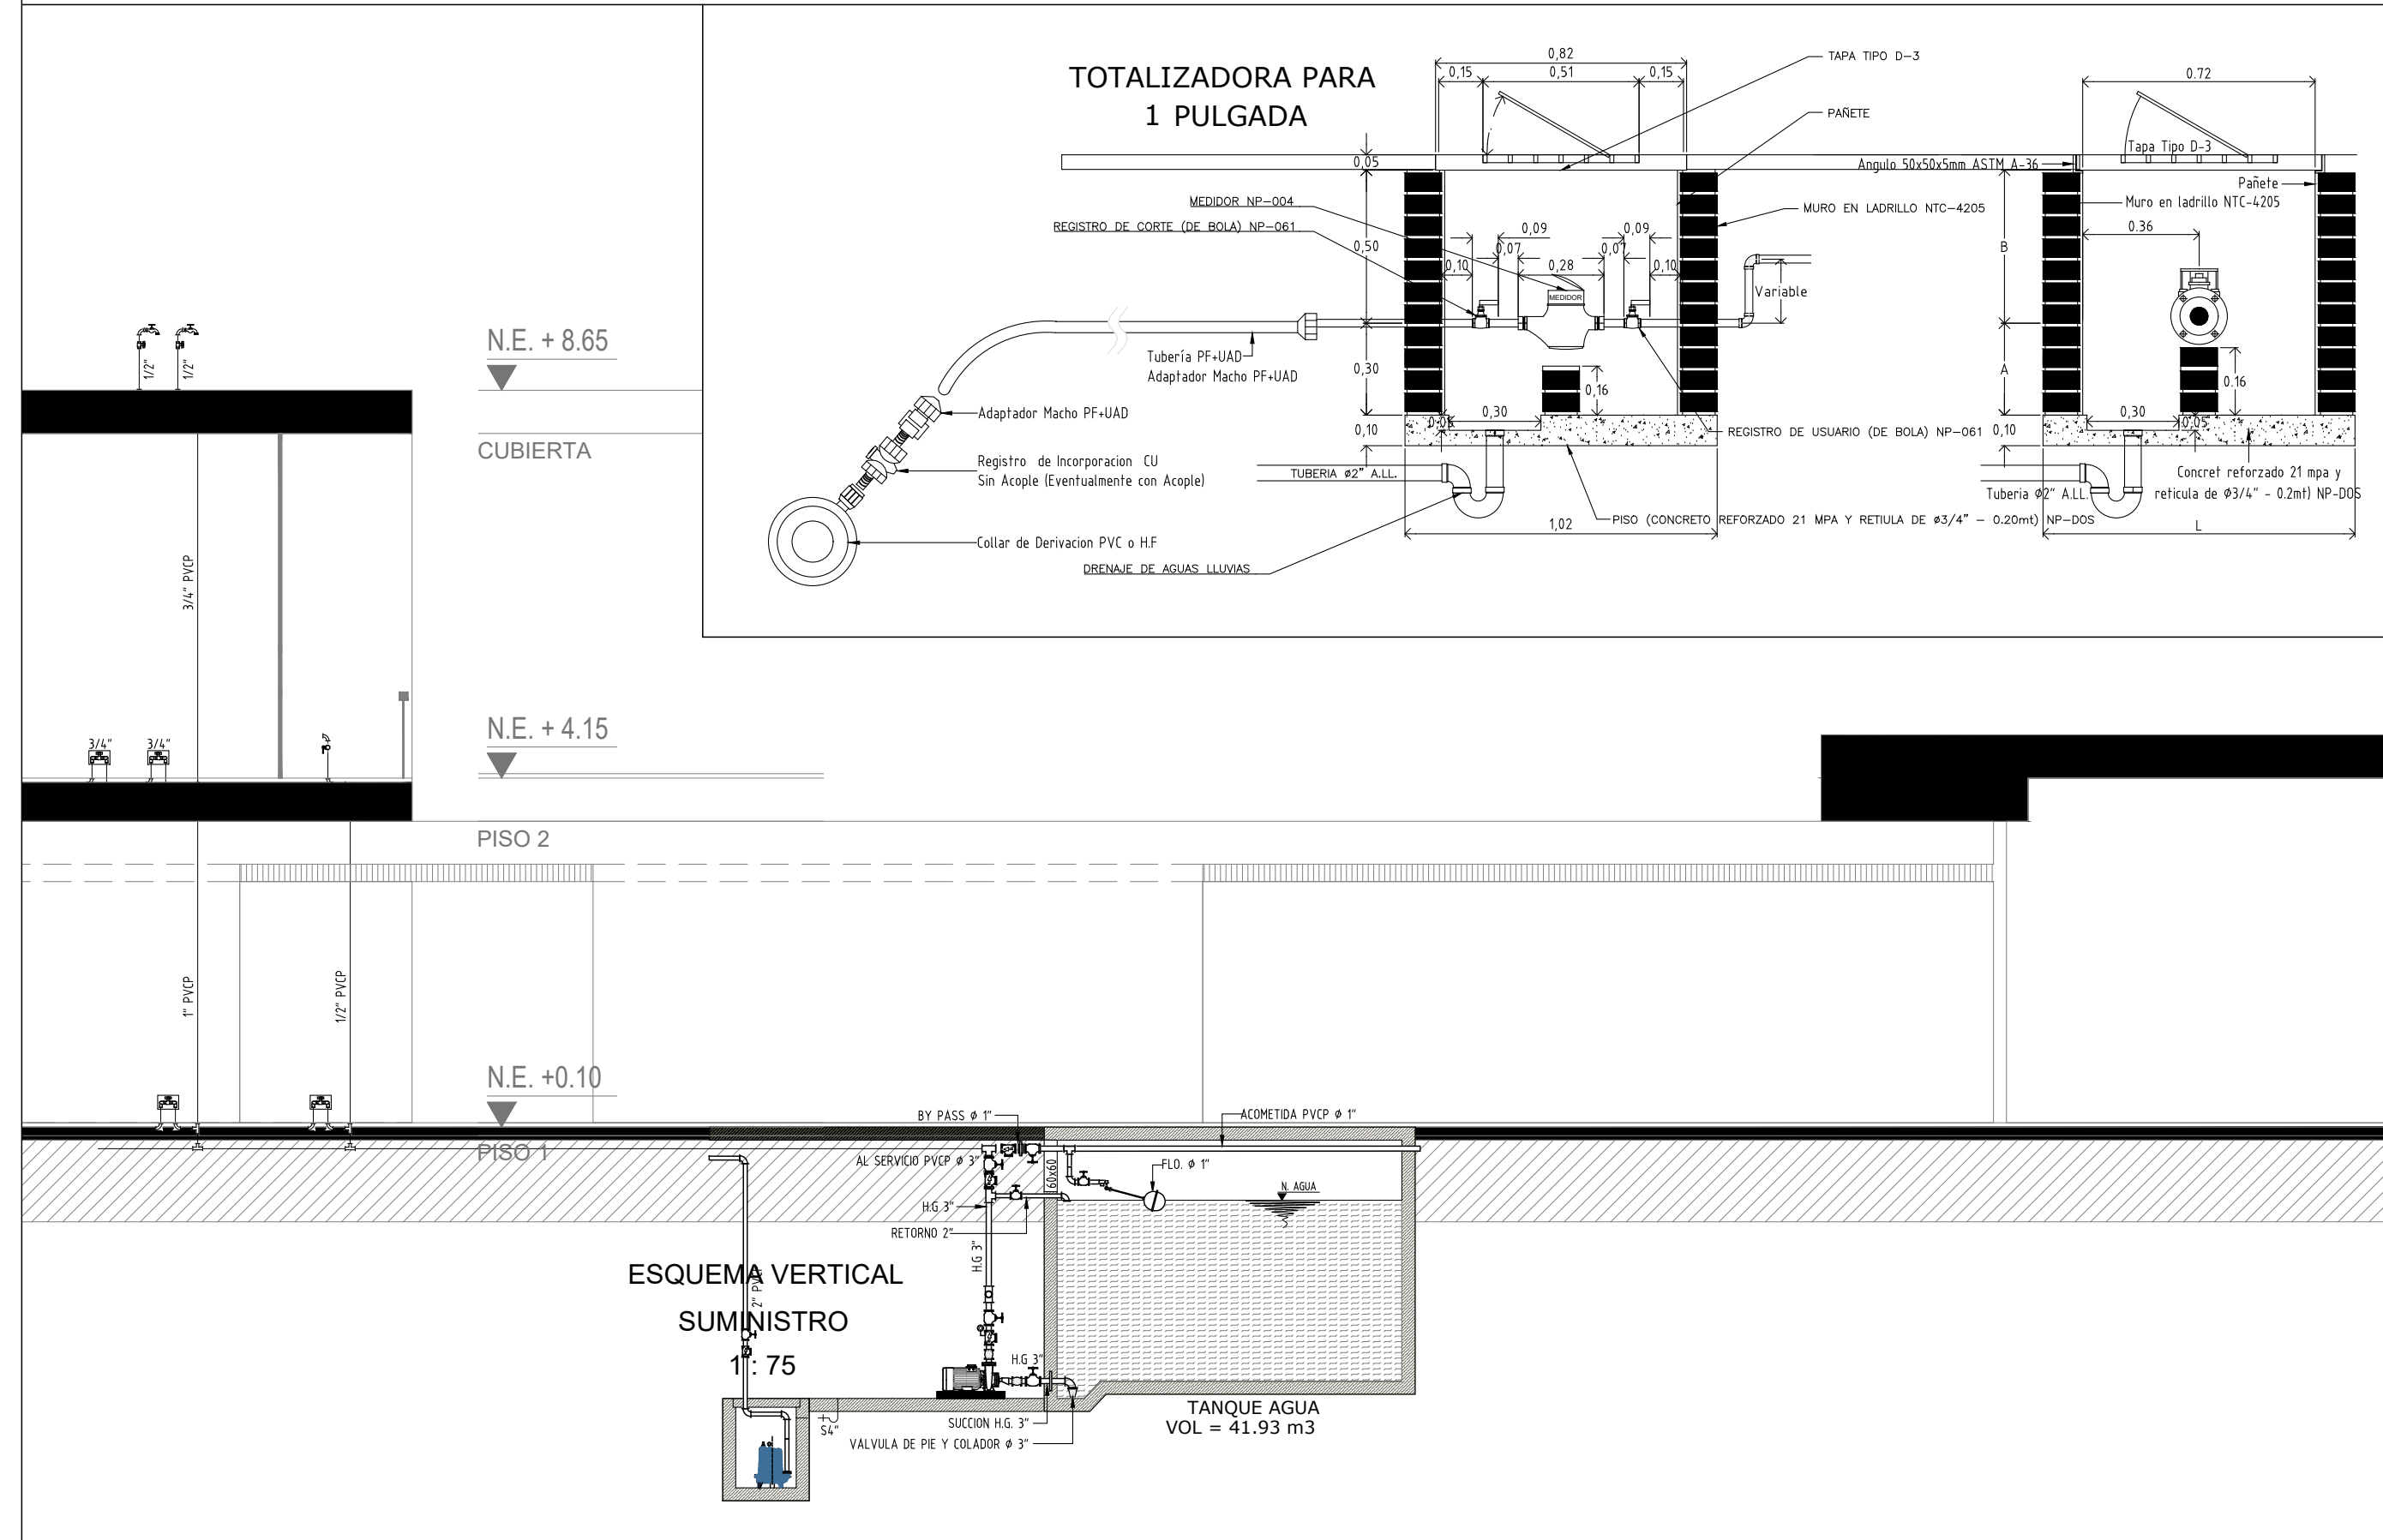 TOTALIZADORA PARA
1 PULGADA
0,82
0,15
0,51
0,15
TAPA TIPO D-3
PAÑETE
0,05
MEDIDOR NP-004
REGISTRO DE CORTE (DE BOLA) NP-061
MURO EN LADRILLO NTC-4205
0,50
0,09
0,09
0,07
0,07
0,10
0,28
0,10
MEDIDOR
Variable
Tubería PF+UAD
Adaptador Macho PF+UAD
0,30
0,16
0,30
0.05
0,10
Adaptador Macho PF+UAD
Registro de Incorporacion CU
Sin Acople (Eventualmente con Acople)
Collar de Derivacion PVC o H.F
TUBERIA ø2" A.LL.
REGISTRO DE USUARIO (DE BOLA) NP-061
PISO (CONCRETO REFORZADO 21 MPA Y RETIULA DE ø3/4" - 0.20mt) NP-DOS
1,02
DRENAJE DE AGUAS LLUVIAS
0.72
Tapa Tipo D-3
Angulo 50x50x5mm ASTM A-36
Pañete
Muro en ladrillo NTC-4205
0.36
B
A
0.16
0,30
0.05
0,10
Concret reforzado 21 mpa y
Tuberia Ø2" A.LL.
reticula de Ø3/4" - 0.2mt) NP-DOS
L
1/2"
1/2"
N.E. + 8.65
CUBIERTA
3/4" PVCP
N.E. + 4.15
3/4"
3/4"
PISO 2
1" PVCP
1/2" PVCP
N.E. +0.10
PISO 1
BY PASS ø 1"
ACOMETIDA PVCP ø 1"
AL SERVICIO PVCP ø 3"
60x60
FLO. ø 1"
N. AGUA
H.G 3"
RETORNO 2"
H.G 3"
ESQUEMA VERTICAL
SUMINISTRO
1 : 75
2" PVCP
H.G 3"
S4"
SUCCION H.G. 3"
VALVULA DE PIE Y COLADOR ø 3"
TANQUE AGUA
VOL = 41.93 m3